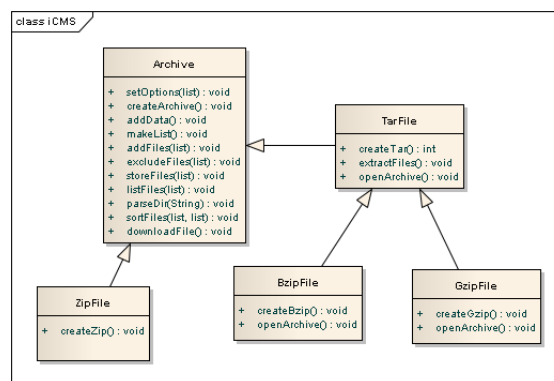 class iCMS
Archive
+ setOptions(list) : void
+ createArchive() : void
+ addData() : void
+ makeList() : void
+ addFiles(list) : void
+ excludeFiles(list) : void
+ storeFiles(list) : void
+ listFiles(list) : void
+ parseDir(String) : void
+ sortFiles(list, list) : void
+ downloadFile() : void
TarFile
+ createTar() : int
+ extractFiles() : void
+ openArchive() : void
ZipFile
+ createZip() : void
BzipFile
+ createBzip() : void
+ openArchive() : void
GzipFile
+ createGzip() : void
+ openArchive() : void